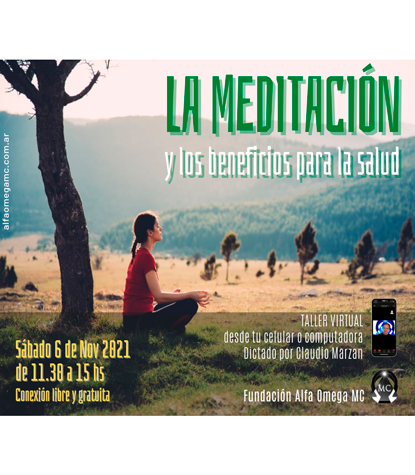 LA MEDITACIÓN
y los beneficios para la salud
alfaomegamc.com.ar
Sábado 6 de Nov 2021
de 11.30 a 15 hs
Conexión libre y gratuita
TALLER VIRTUAL
desde tu celular o computadora
Dictado por Claudio Marzan
Fundación Alfa Omega MC
MC